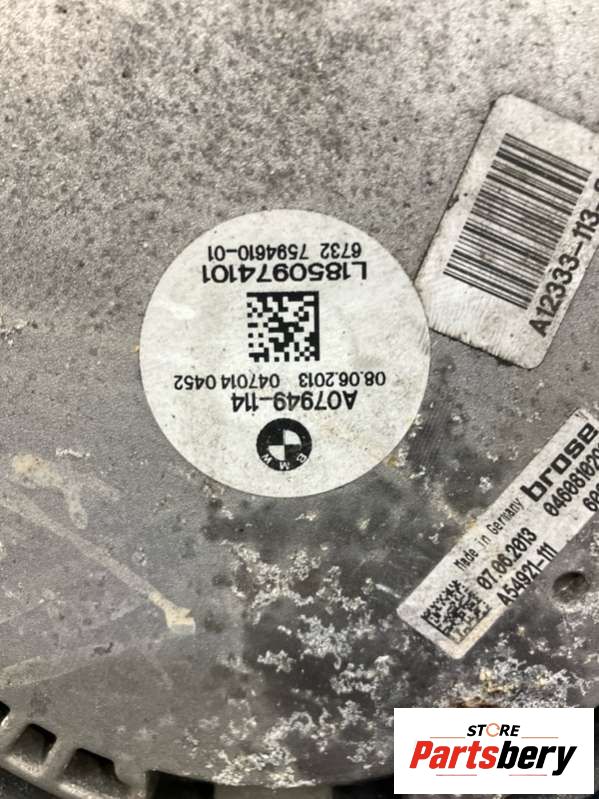 BMW
A07949-114
08.06.2013 047014 0452
L1850974101
6732 7594610-01
A12333-113-
brose
Made in Germany
07.06.2013
A54921-111
STORE
Partsbery